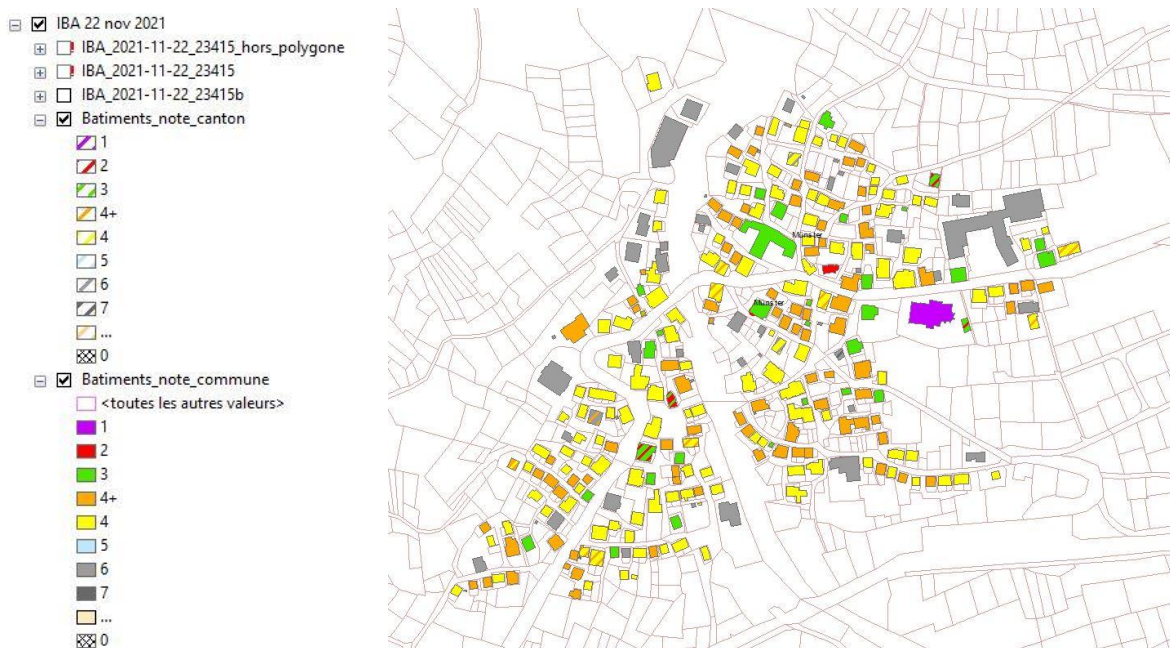 IBA 22 nov 2021
IBA_2021-11-22_23415_hors_polygone
IBA_2021-11-22_23415
IBA_2021-11-22_23415b
Batiments_note_canton
1
2
3
4+
4
5
6
7
...
0
Batiments_note_commune
<toutes les autres valeurs>
1
2
3
4+
4
5
6
7
...
0
Münster
Münster